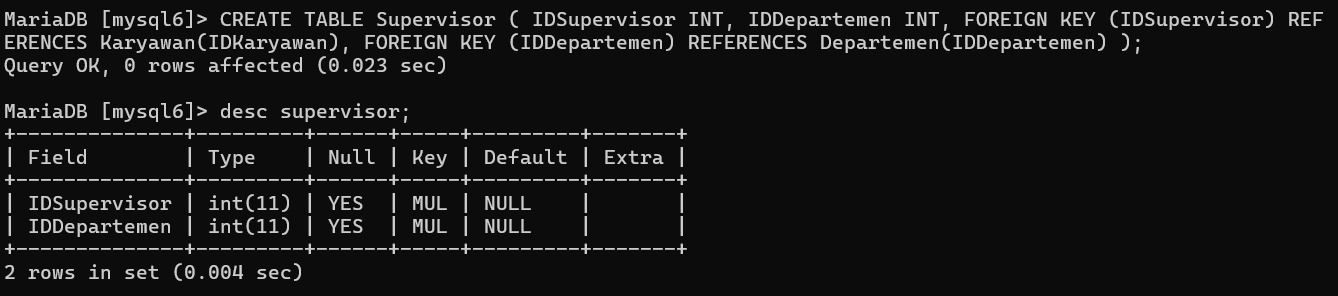 MariaDB [mysql6]> CREATE TABLE Supervisor ( IDSupervisor INT, IDDepartemen INT, FOREIGN KEY (IDSupervisor) REF
ERENCES Karyawan(IDKaryawan), FOREIGN KEY (IDDepartemen) REFERENCES Departemen(IDDepartemen) );
Query OK, 0 rows affected (0.023 sec)

MariaDB [mysql6]> desc supervisor;
+--------------+---------+------+-----+---------+-------+
| Field        | Type    | Null | Key | Default | Extra |
+--------------+---------+------+-----+---------+-------+
| IDSupervisor | int(11) | YES  | MUL | NULL    |       |
| IDDepartemen | int(11) | YES  | MUL | NULL    |       |
+--------------+---------+------+-----+---------+-------+
2 rows in set (0.004 sec)